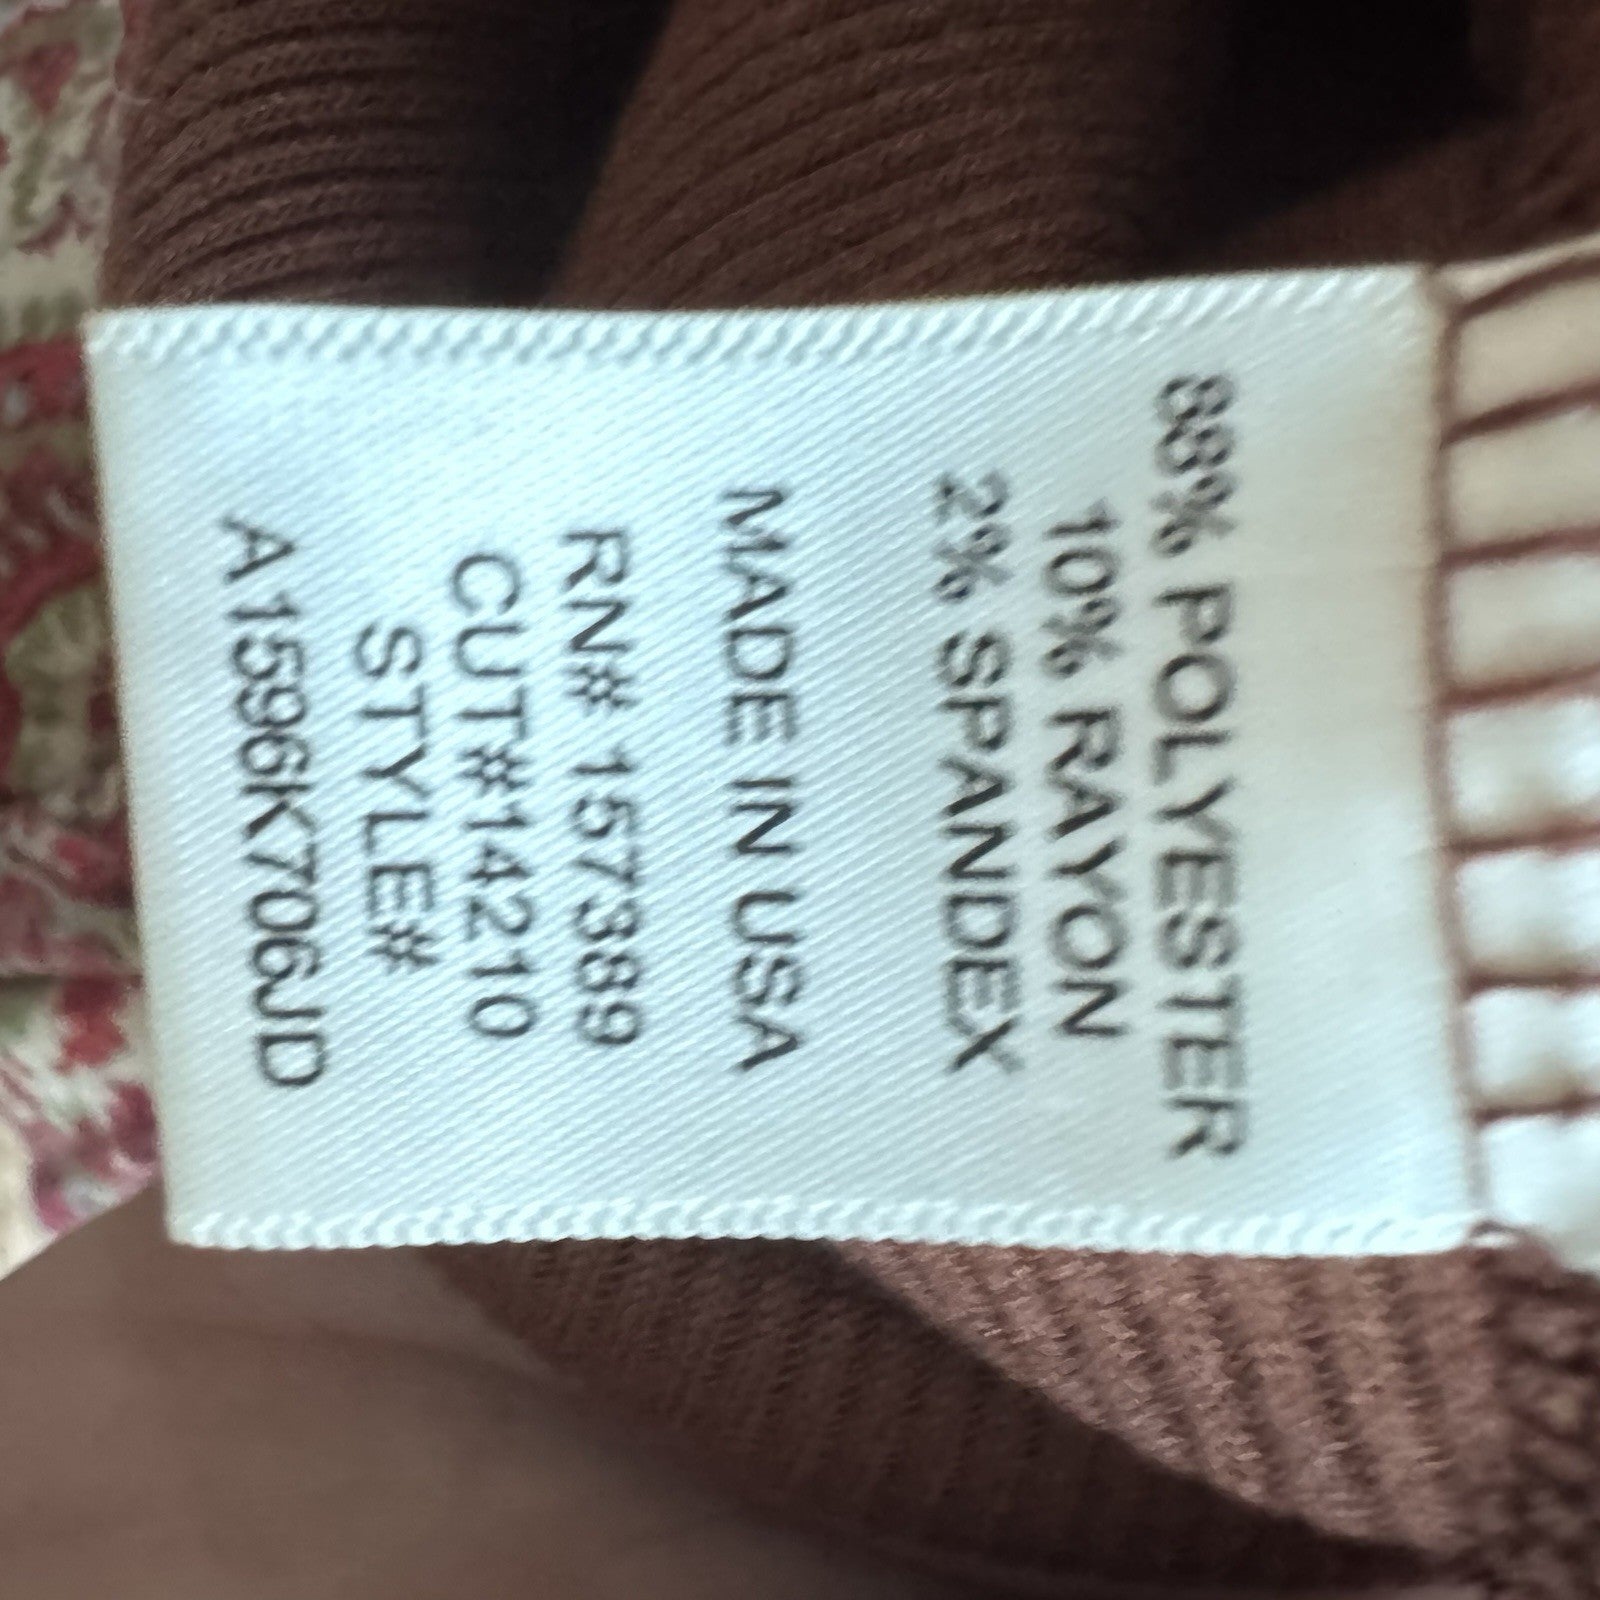 88% POLYESTER
10% RAYON
2% SPANDEX
MADE IN USA
RN# 157389
CUT#14210
STYLE#
A1596K706JD